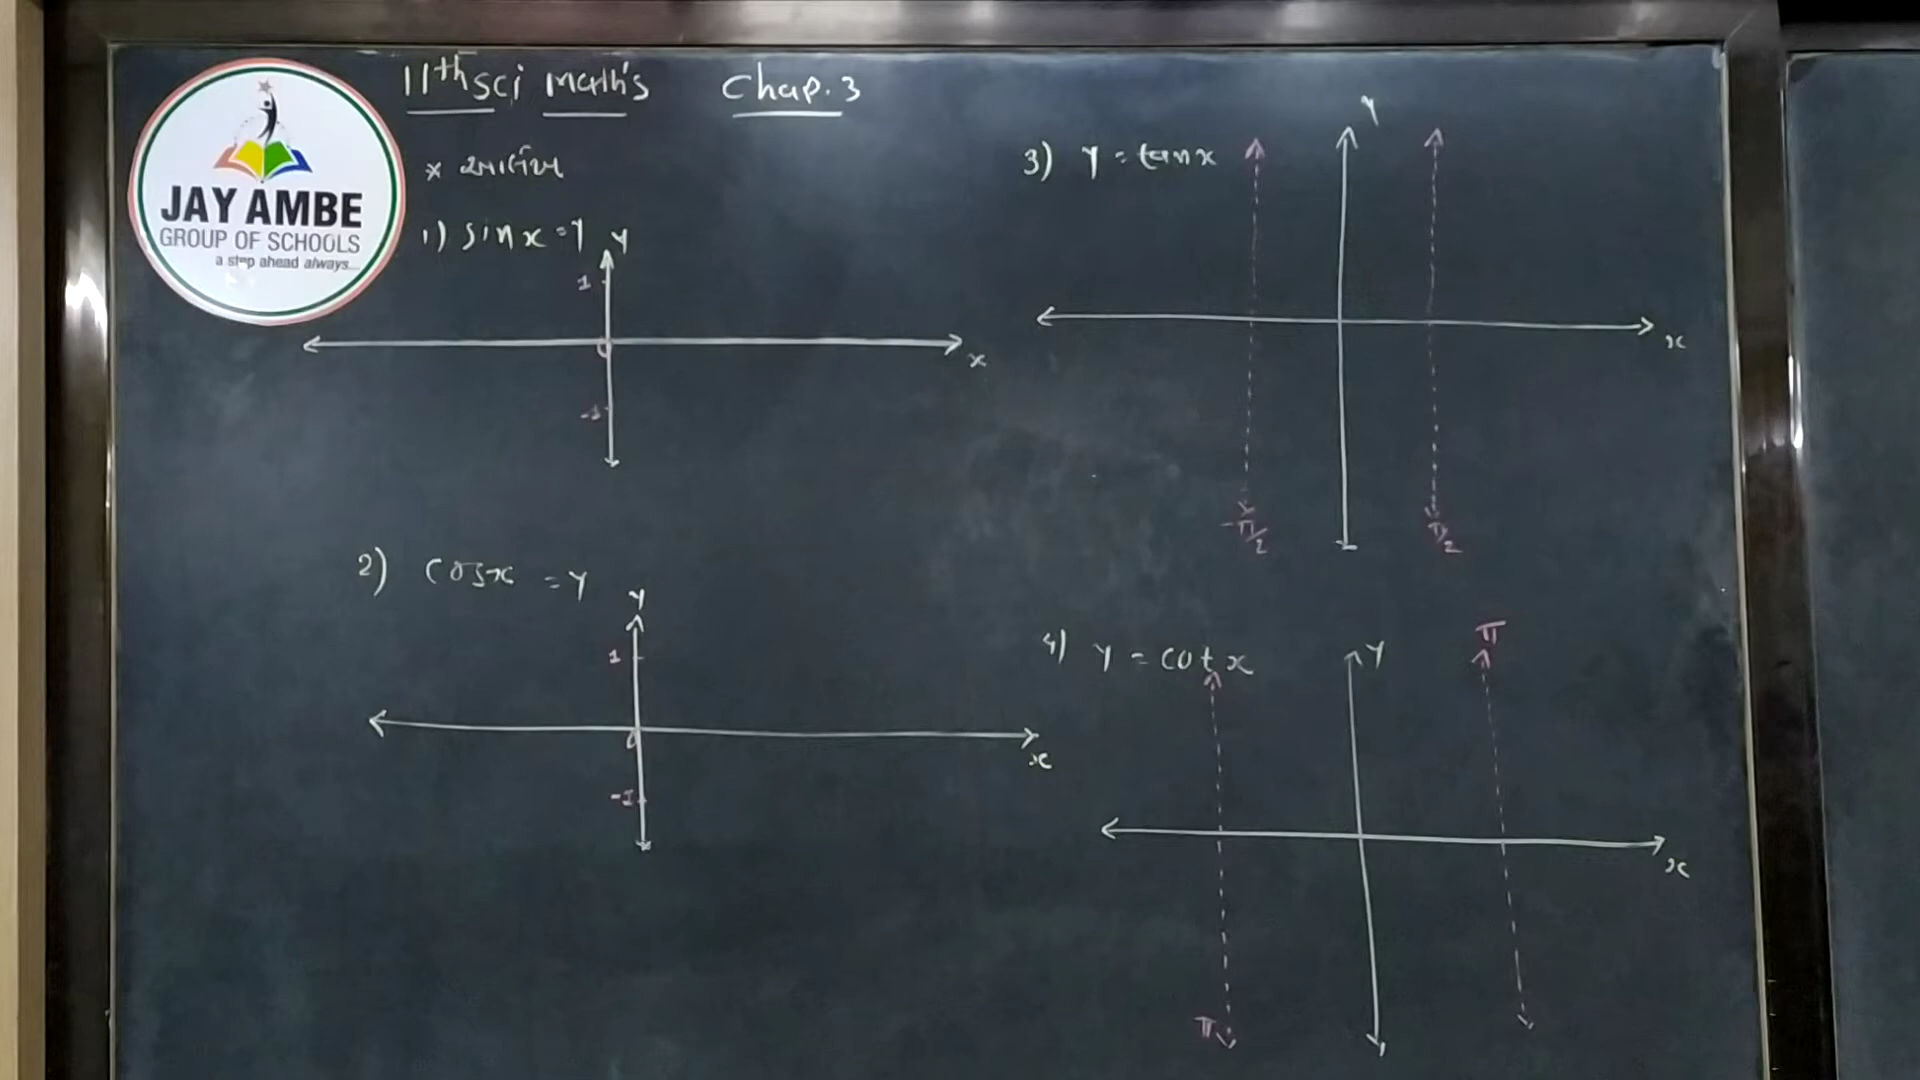 11th sci Math's Chap. 3
JAY AMBE
GROUP OF SCHOOLS
a step ahead always...
* આલેખ
1) sin x = y
y
1
0
x
-1
2) cos x = y
y
1
0
x
-1
3) y = tan x
y
x
-π/2
π/2
4) y = cot x
y
π
x
π